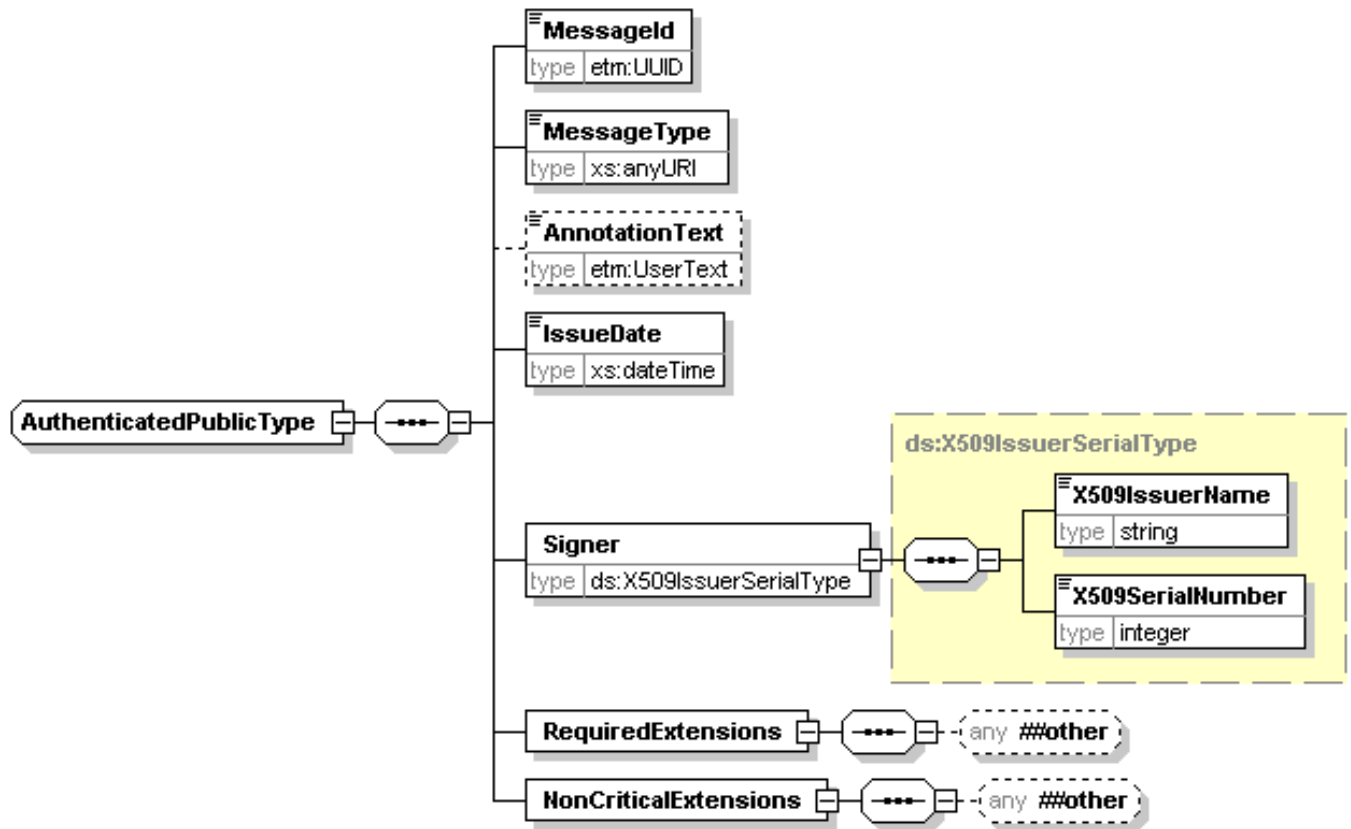 MessageId
type etm:UUID
MessageType
type xs:anyURI
AnnotationText
type etm:UserText
IssueDate
type xs:dateTime
AuthenticatedPublicType
ds:X509IssuerSerialType
X509IssuerName
type string
Signer
type ds:X509IssuerSerialType
X509SerialNumber
type integer
RequiredExtensions
any ##other
NonCriticalExtensions
any ##other